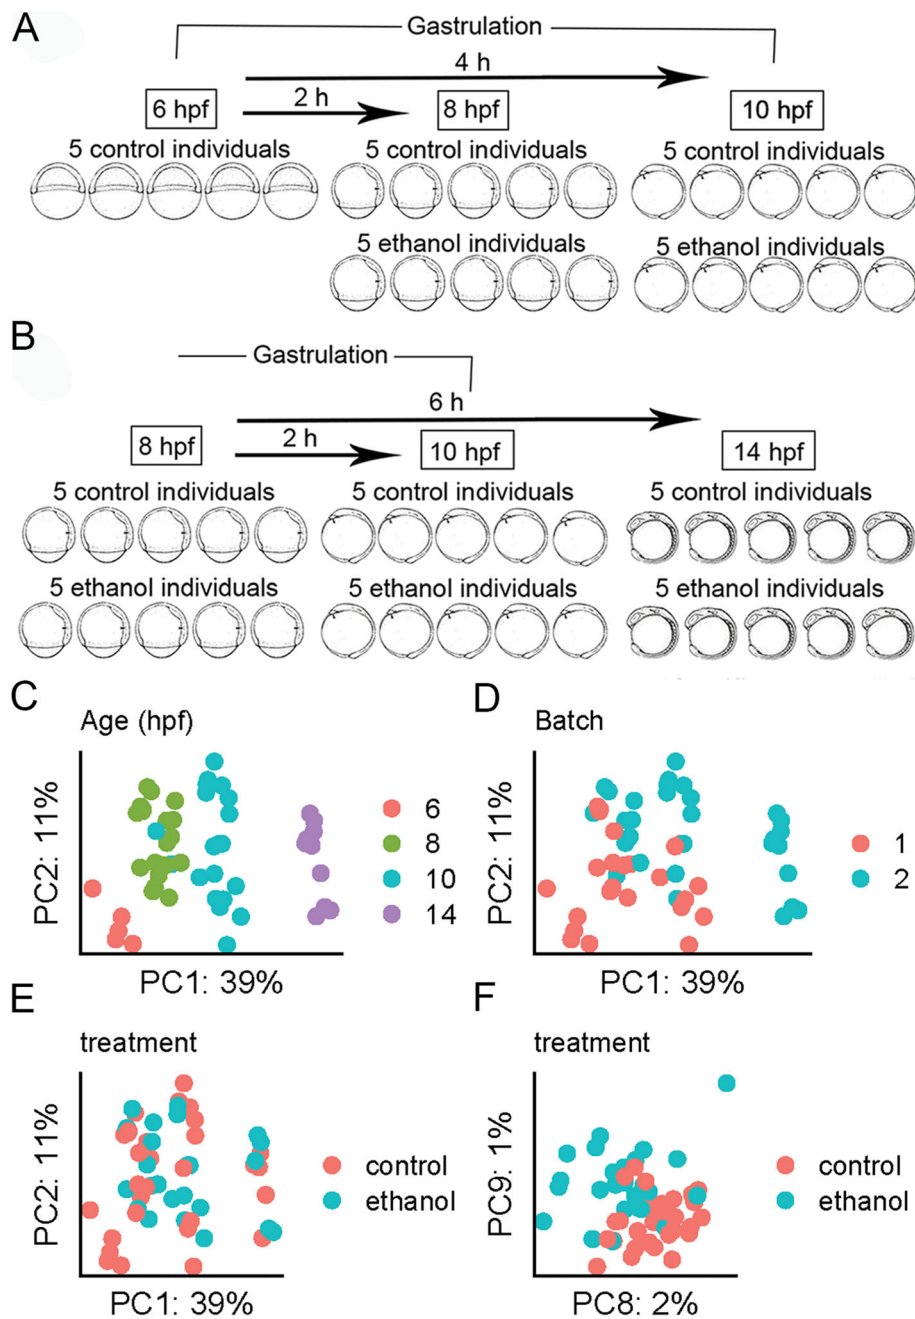 A
Gastrulation
4 h
6 hpf
2 h
8 hpf
10 hpf
5 control individuals
5 control individuals
5 control individuals
5 ethanol individuals
5 ethanol individuals
B
Gastrulation
6 h
8 hpf
2 h
10 hpf
14 hpf
5 control individuals
5 control individuals
5 control individuals
5 ethanol individuals
5 ethanol individuals
5 ethanol individuals
C
Age (hpf)
PC2: 11%
PC1: 39%
6
8
10
14
D
Batch
PC2: 11%
PC1: 39%
1
2
E
treatment
PC2: 11%
PC1: 39%
control
ethanol
F
treatment
PC9: 1%
PC8: 2%
control
ethanol